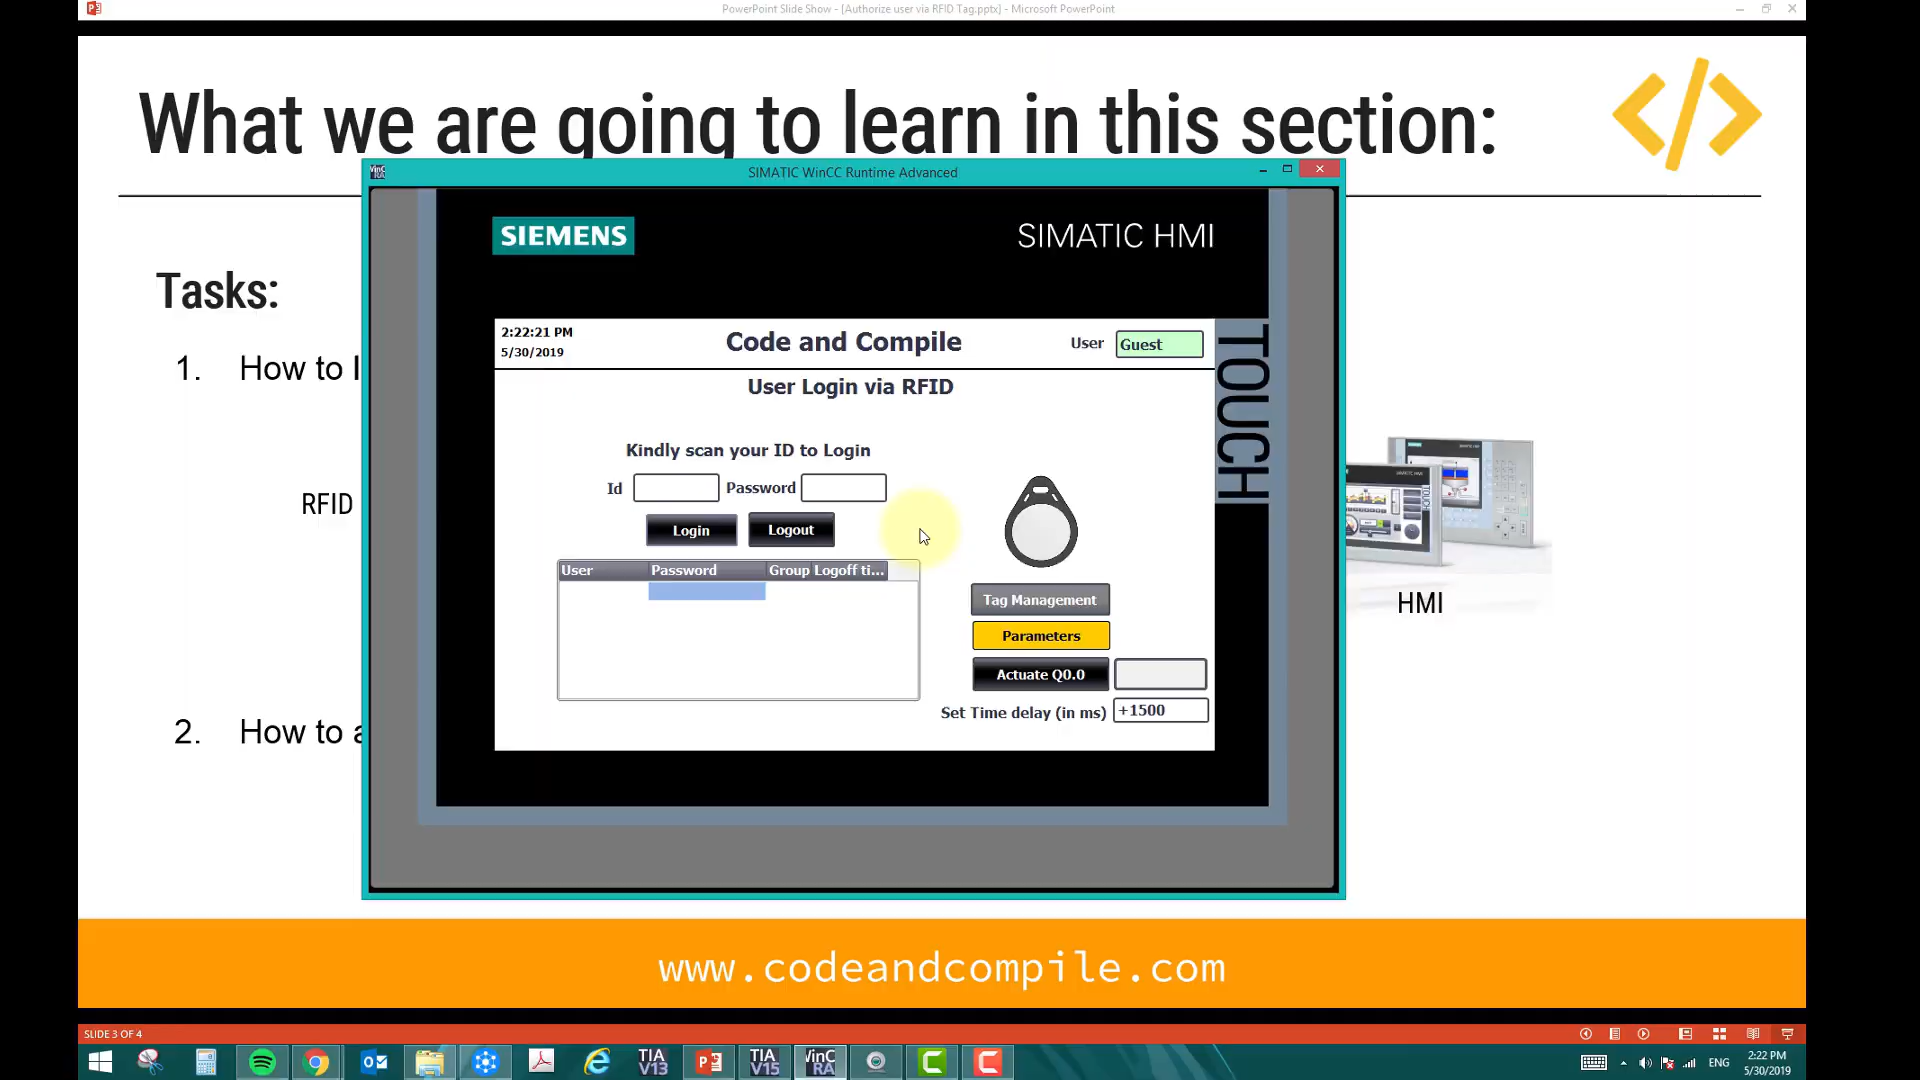 PowerPoint Slide Show - [Authorize user via RFID Tag.pptx] - Microsoft PowerPoint
What we are going to learn in this section:
</>
SIMATIC WinCC Runtime Advanced
SIEMENS
SIMATIC HMI
Tasks:
2:22:21 PM
5/30/2019
Code and Compile
User
Guest
TOUCH
1. How to l
User Login via RFID
Kindly scan your ID to Login
RFID
Id
Password
Login
Logout
User
Password
Group
Logoff ti...
Tag Management
HMI
Parameters
Actuate Q0.0
Set Time delay (in ms)
+1500
2. How to a
www.codeandcompile.com
SLIDE 3 OF 4
TIA V13
TIA V15
WinC RA
ENG
2:22 PM
5/30/2019